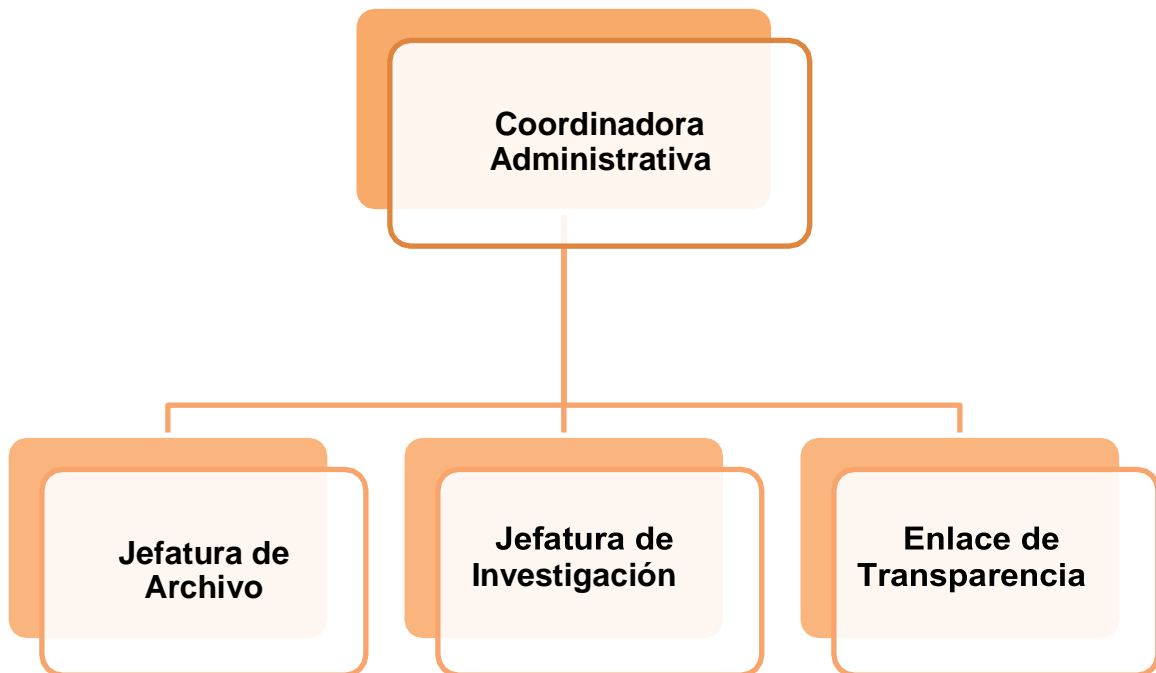 Coordinadora
Administrativa
Jefatura de
Archivo
Jefatura de
Investigación
Enlace de
Transparencia